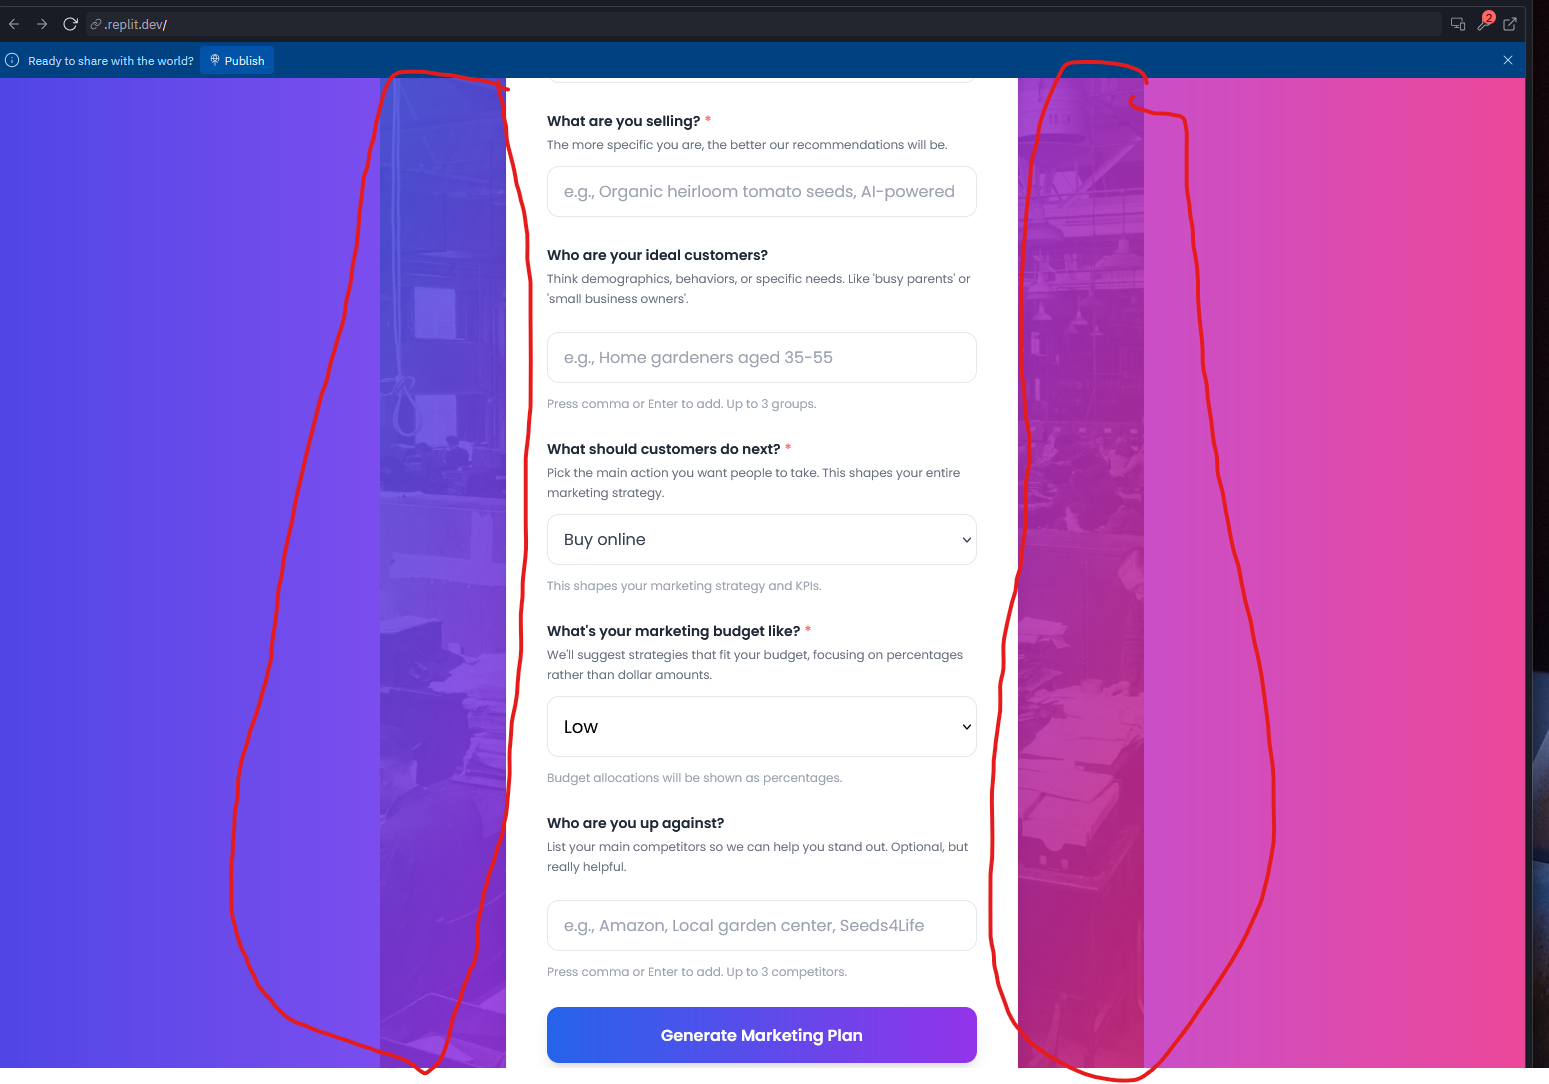 .replit.dev/
2
Ready to share with the world?
Publish
What are you selling? *
The more specific you are, the better our recommendations will be.
e.g., Organic heirloom tomato seeds, AI-powered
Who are your ideal customers?
Think demographics, behaviors, or specific needs. Like 'busy parents' or
'small business owners'.
e.g., Home gardeners aged 35-55
Press comma or Enter to add. Up to 3 groups.
What should customers do next? *
Pick the main action you want people to take. This shapes your entire
marketing strategy.
Buy online
This shapes your marketing strategy and KPIs.
What's your marketing budget like? *
We'll suggest strategies that fit your budget, focusing on percentages
rather than dollar amounts.
Low
Budget allocations will be shown as percentages.
Who are you up against?
List your main competitors so we can help you stand out. Optional, but
really helpful.
e.g., Amazon, Local garden center, Seeds4Life
Press comma or Enter to add. Up to 3 competitors.
Generate Marketing Plan